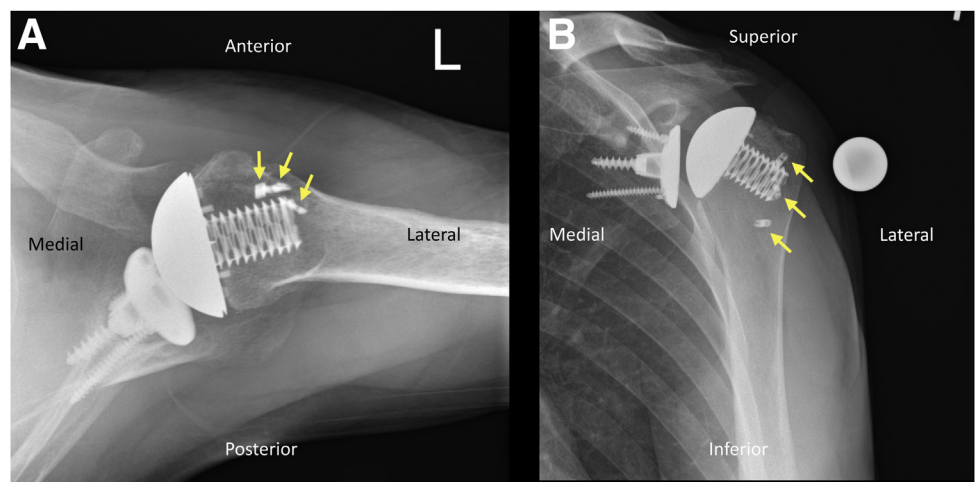 A
Anterior
L
Medial
Lateral
Posterior
B
Superior
Medial
Lateral
Inferior